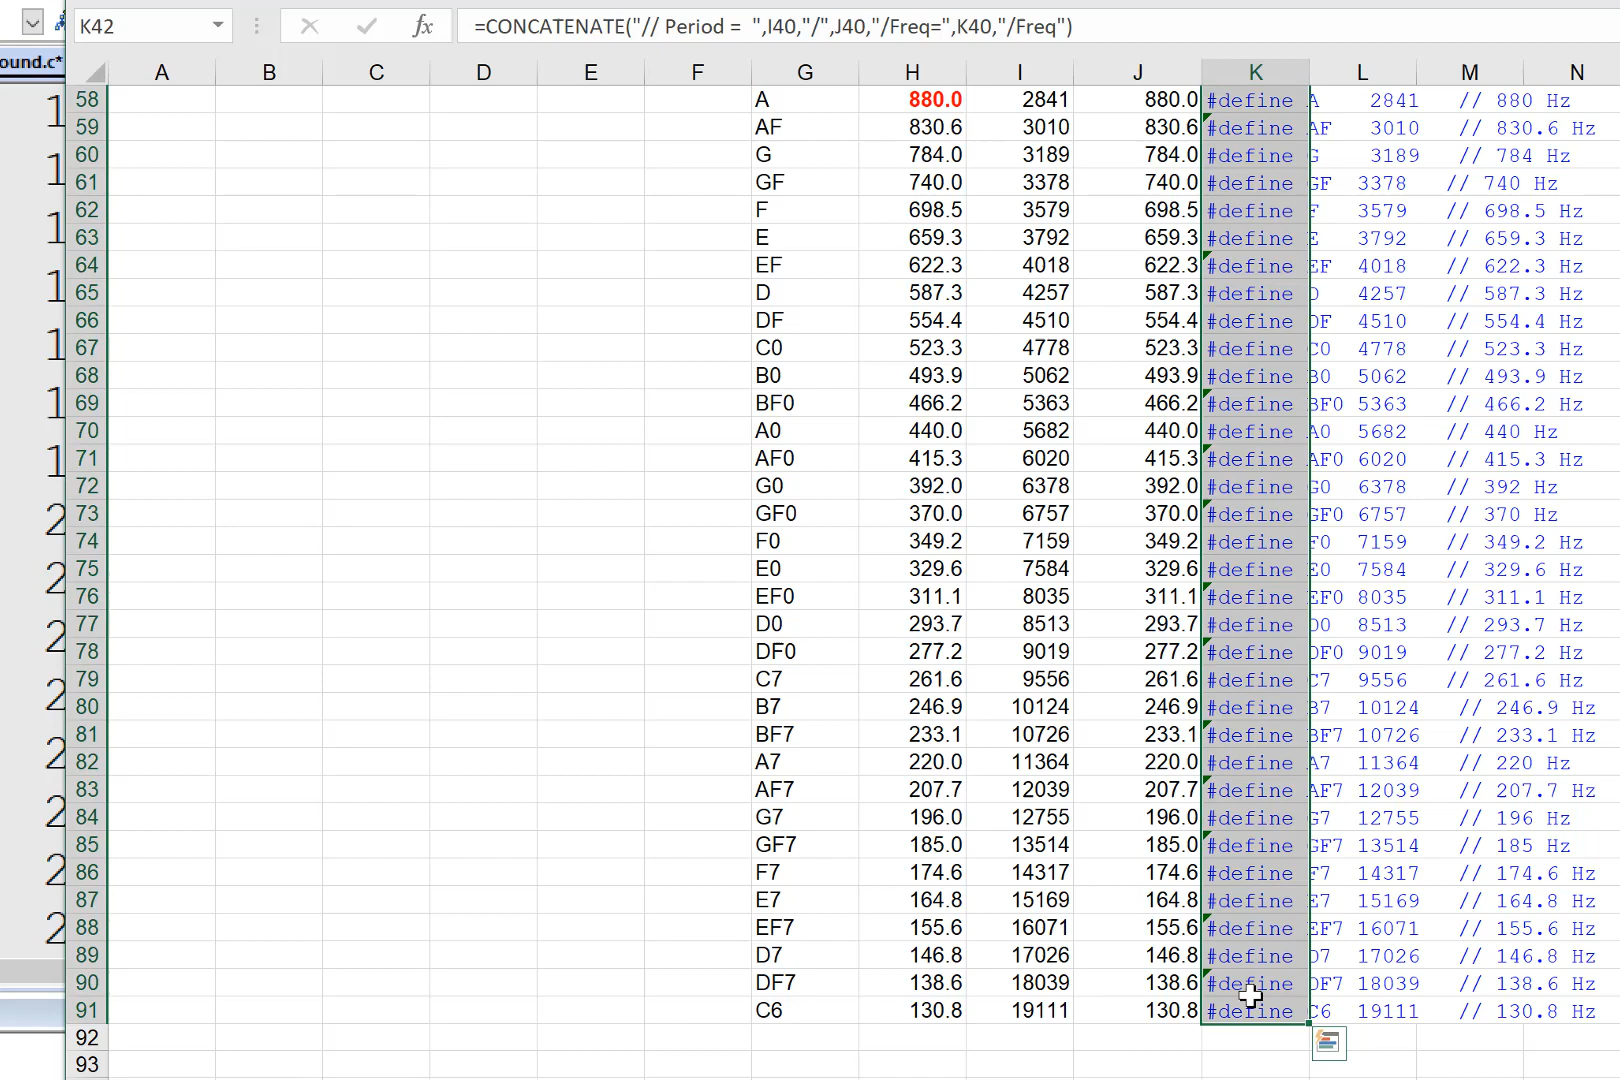 K42 fx =CONCATENATE("// Period =  ",I40,"/",J40,"/Freq=",K40,"/Freq")
ound.c*
A B C D E F G H I J K L M N
58 A 880.0 2841 880.0 #define A 2841 // 880 Hz
59 AF 830.6 3010 830.6 #define AF 3010 // 830.6 Hz
60 G 784.0 3189 784.0 #define G 3189 // 784 Hz
61 GF 740.0 3378 740.0 #define GF 3378 // 740 Hz
62 F 698.5 3579 698.5 #define F 3579 // 698.5 Hz
63 E 659.3 3792 659.3 #define E 3792 // 659.3 Hz
64 EF 622.3 4018 622.3 #define EF 4018 // 622.3 Hz
65 D 587.3 4257 587.3 #define D 4257 // 587.3 Hz
66 DF 554.4 4510 554.4 #define DF 4510 // 554.4 Hz
67 C0 523.3 4778 523.3 #define C0 4778 // 523.3 Hz
68 B0 493.9 5062 493.9 #define B0 5062 // 493.9 Hz
69 BF0 466.2 5363 466.2 #define BF0 5363 // 466.2 Hz
70 A0 440.0 5682 440.0 #define A0 5682 // 440 Hz
71 AF0 415.3 6020 415.3 #define AF0 6020 // 415.3 Hz
72 G0 392.0 6378 392.0 #define G0 6378 // 392 Hz
73 GF0 370.0 6757 370.0 #define GF0 6757 // 370 Hz
74 F0 349.2 7159 349.2 #define F0 7159 // 349.2 Hz
75 E0 329.6 7584 329.6 #define E0 7584 // 329.6 Hz
76 EF0 311.1 8035 311.1 #define EF0 8035 // 311.1 Hz
77 D0 293.7 8513 293.7 #define D0 8513 // 293.7 Hz
78 DF0 277.2 9019 277.2 #define DF0 9019 // 277.2 Hz
79 C7 261.6 9556 261.6 #define C7 9556 // 261.6 Hz
80 B7 246.9 10124 246.9 #define B7 10124 // 246.9 Hz
81 BF7 233.1 10726 233.1 #define BF7 10726 // 233.1 Hz
82 A7 220.0 11364 220.0 #define A7 11364 // 220 Hz
83 AF7 207.7 12039 207.7 #define AF7 12039 // 207.7 Hz
84 G7 196.0 12755 196.0 #define G7 12755 // 196 Hz
85 GF7 185.0 13514 185.0 #define GF7 13514 // 185 Hz
86 F7 174.6 14317 174.6 #define F7 14317 // 174.6 Hz
87 E7 164.8 15169 164.8 #define E7 15169 // 164.8 Hz
88 EF7 155.6 16071 155.6 #define EF7 16071 // 155.6 Hz
89 D7 146.8 17026 146.8 #define D7 17026 // 146.8 Hz
90 DF7 138.6 18039 138.6 #define DF7 18039 // 138.6 Hz
91 C6 130.8 19111 130.8 #define C6 19111 // 130.8 Hz
92
93
1
1
1
1
1
1
1
2
2
2
2
2
2
2
2